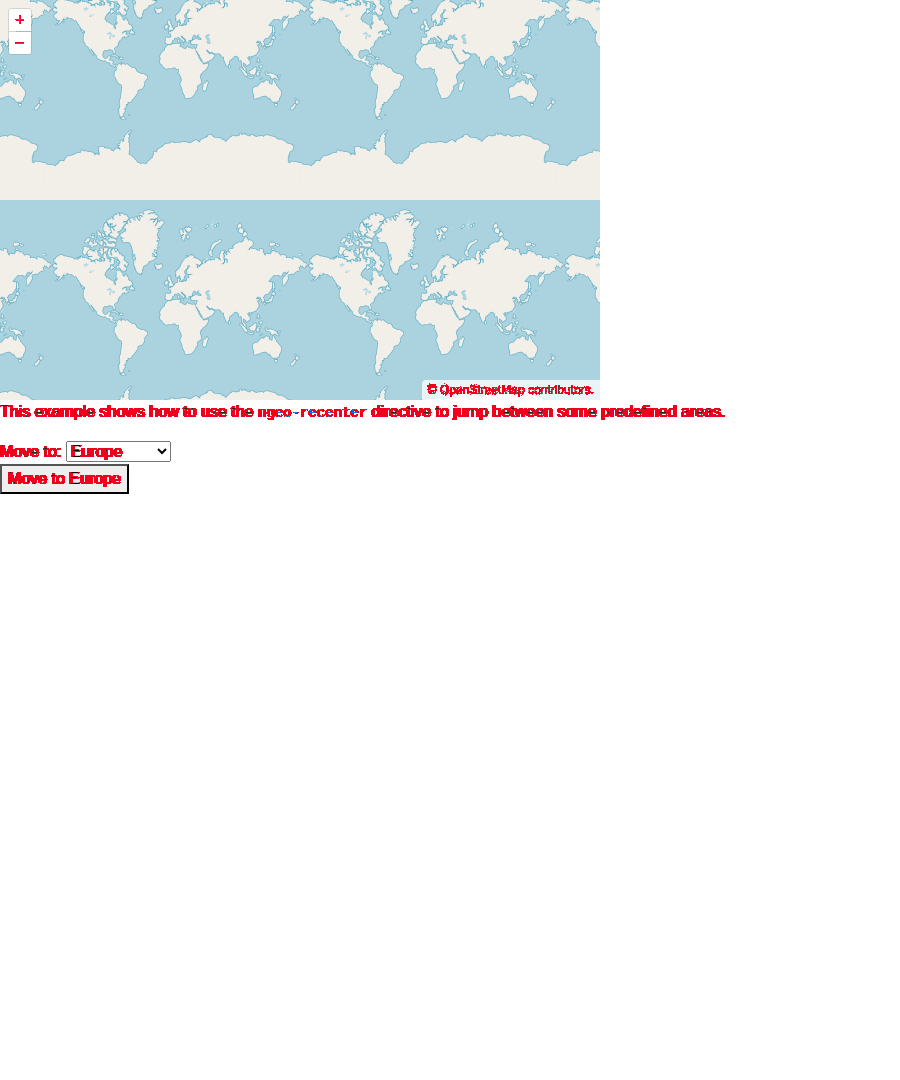 +
−
© OpenStreetMap contributors.
This example shows how to use the ngeo-recenter directive to jump between some predefined areas.
Move to: Europe
Move to Europe